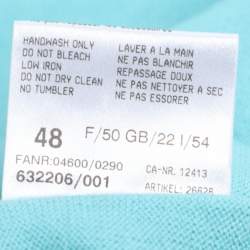 HANDWASH ONLY
DO NOT BLEACH
LOW IRON
DO NOT DRY CLEAN
NO TUMBLER
LAVER A LA MAIN
NE PAS BLANCHIR
REPASSAGE DOUX
NE PAS NETTOYER A SEC
NE PAS ESSORER
48 F/50 GB/22 I/54
FANR:04600/0290 CA-NR. 12413
632206/001 ARTIKEL: 26628